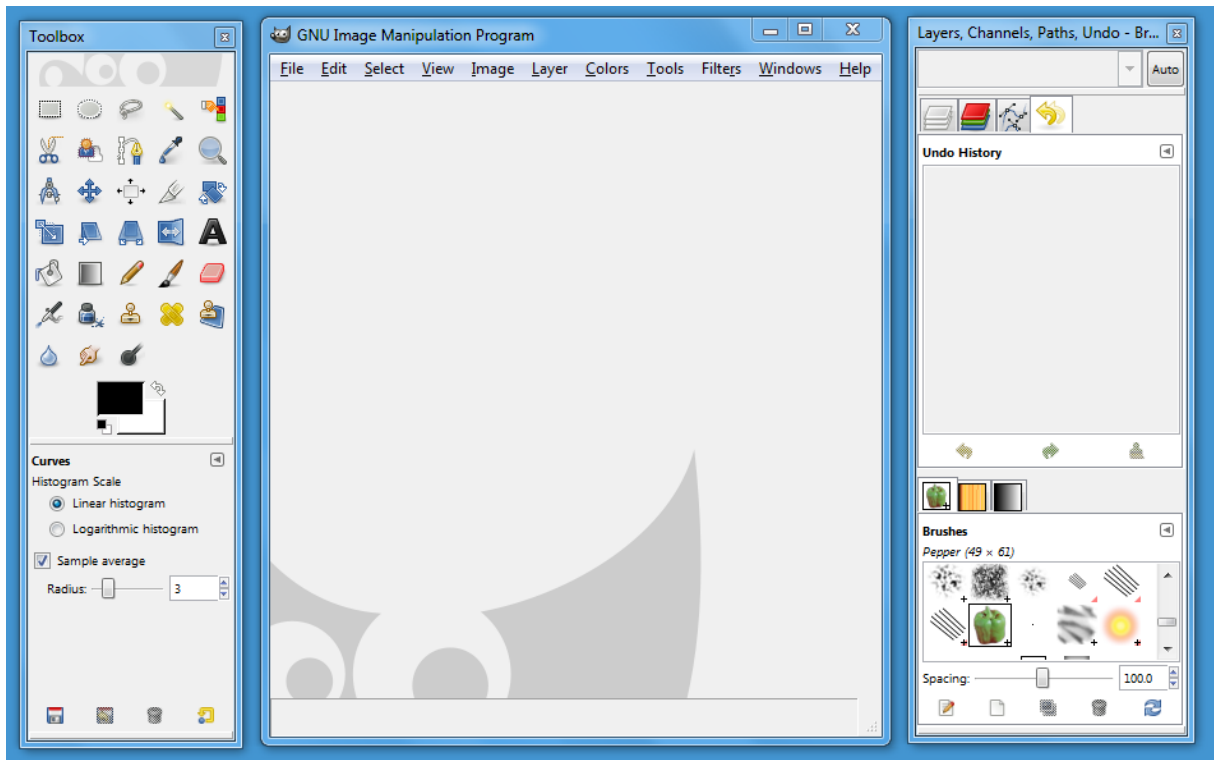 Toolbox
Curves
Histogram Scale
Linear histogram
Logarithmic histogram
Sample average
Radius: 3
GNU Image Manipulation Program
File Edit Select View Image Layer Colors Tools Filters Windows Help
Layers, Channels, Paths, Undo - Br...
Auto
Undo History
Brushes
Pepper (49 × 61)
Spacing: 100.0